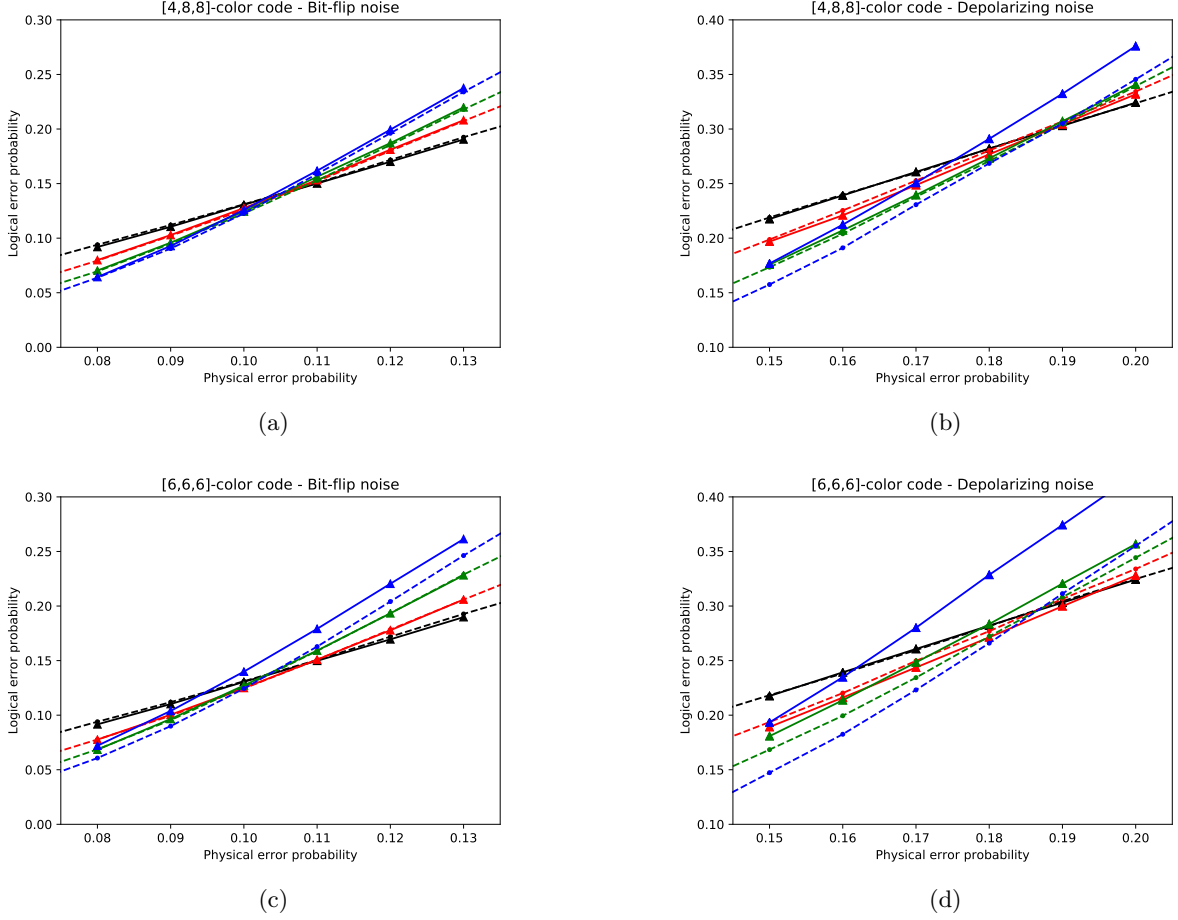 [4,8,8]-color code - Bit-flip noise
0.30
0.25
0.20
0.15
0.10
0.05
0.00
Logical error probability
0.08 0.09 0.10 0.11 0.12 0.13
Physical error probability
(a)
[4,8,8]-color code - Depolarizing noise
0.40
0.35
0.30
0.25
0.20
0.15
0.10
Logical error probability
0.15 0.16 0.17 0.18 0.19 0.20
Physical error probability
(b)
[6,6,6]-color code - Bit-flip noise
0.30
0.25
0.20
0.15
0.10
0.05
0.00
Logical error probability
0.08 0.09 0.10 0.11 0.12 0.13
Physical error probability
(c)
[6,6,6]-color code - Depolarizing noise
0.40
0.35
0.30
0.25
0.20
0.15
0.10
Logical error probability
0.15 0.16 0.17 0.18 0.19 0.20
Physical error probability
(d)